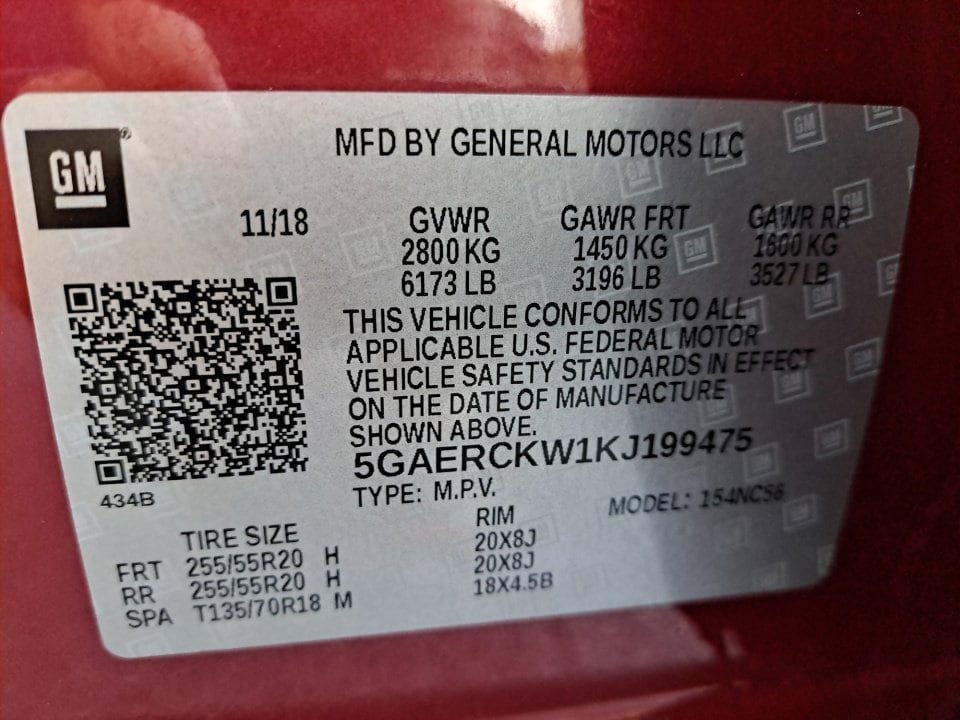 GM
MFD BY GENERAL MOTORS LLC
11/18 GVWR GAWR FRT GAWR RR
2800 KG 1450 KG 1600 KG
6173 LB 3196 LB 3527 LB
THIS VEHICLE CONFORMS TO ALL
APPLICABLE U.S. FEDERAL MOTOR
VEHICLE SAFETY STANDARDS IN EFFECT
ON THE DATE OF MANUFACTURE
SHOWN ABOVE.
5GAERCKW1KJ199475
434B
TYPE: M.P.V. MODEL: 154NC56
TIRE SIZE RIM
FRT 255/55R20 H 20X8J
RR 255/55R20 H 20X8J
SPA T135/70R18 M 18X4.5B